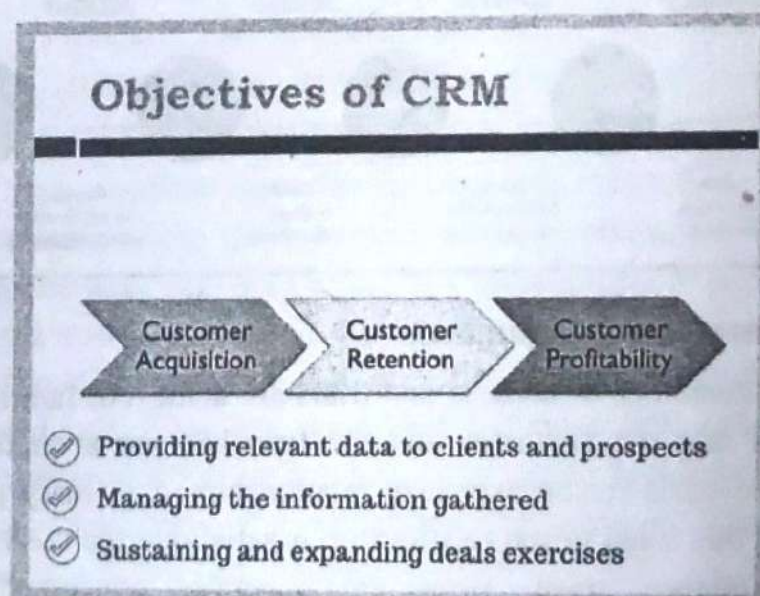 Objectives of CRM
Customer
Acquisition
Customer
Retention
Customer
Profitability
Providing relevant data to clients and prospects
Managing the information gathered
Sustaining and expanding deals exercises